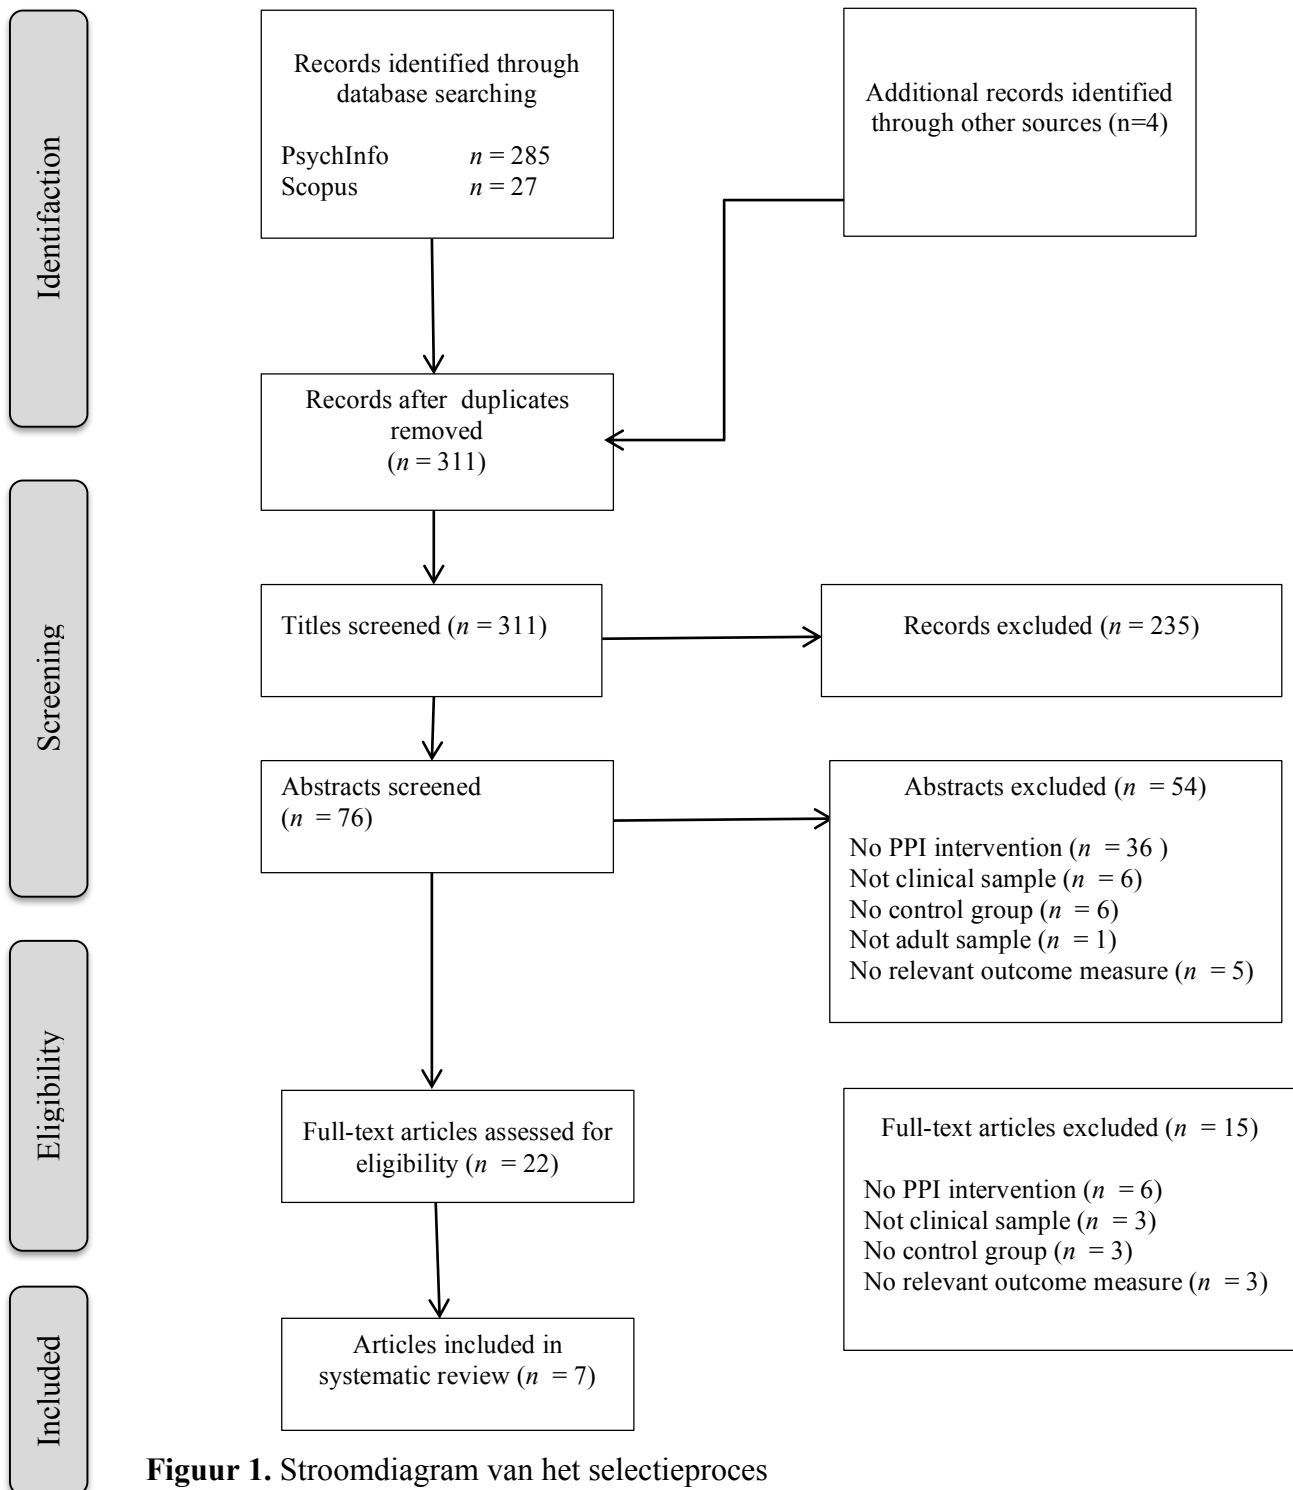 Identifaction
Records identified through
database searching
PsychInfo n = 285
Scopus n = 27
Additional records identified
through other sources (n=4)
Records after duplicates
removed
(n = 311)
Screening
Titles screened (n = 311)
Records excluded (n = 235)
Abstracts screened
(n = 76)
Abstracts excluded (n = 54)
No PPI intervention (n = 36 )
Not clinical sample (n = 6)
No control group (n = 6)
Not adult sample (n = 1)
No relevant outcome measure (n = 5)
Eligibility
Full-text articles assessed for
eligibility (n = 22)
Full-text articles excluded (n = 15)
No PPI intervention (n = 6)
Not clinical sample (n = 3)
No control group (n = 3)
No relevant outcome measure (n = 3)
Included
Articles included in
systematic review (n = 7)
Figuur 1. Stroomdiagram van het selectieproces